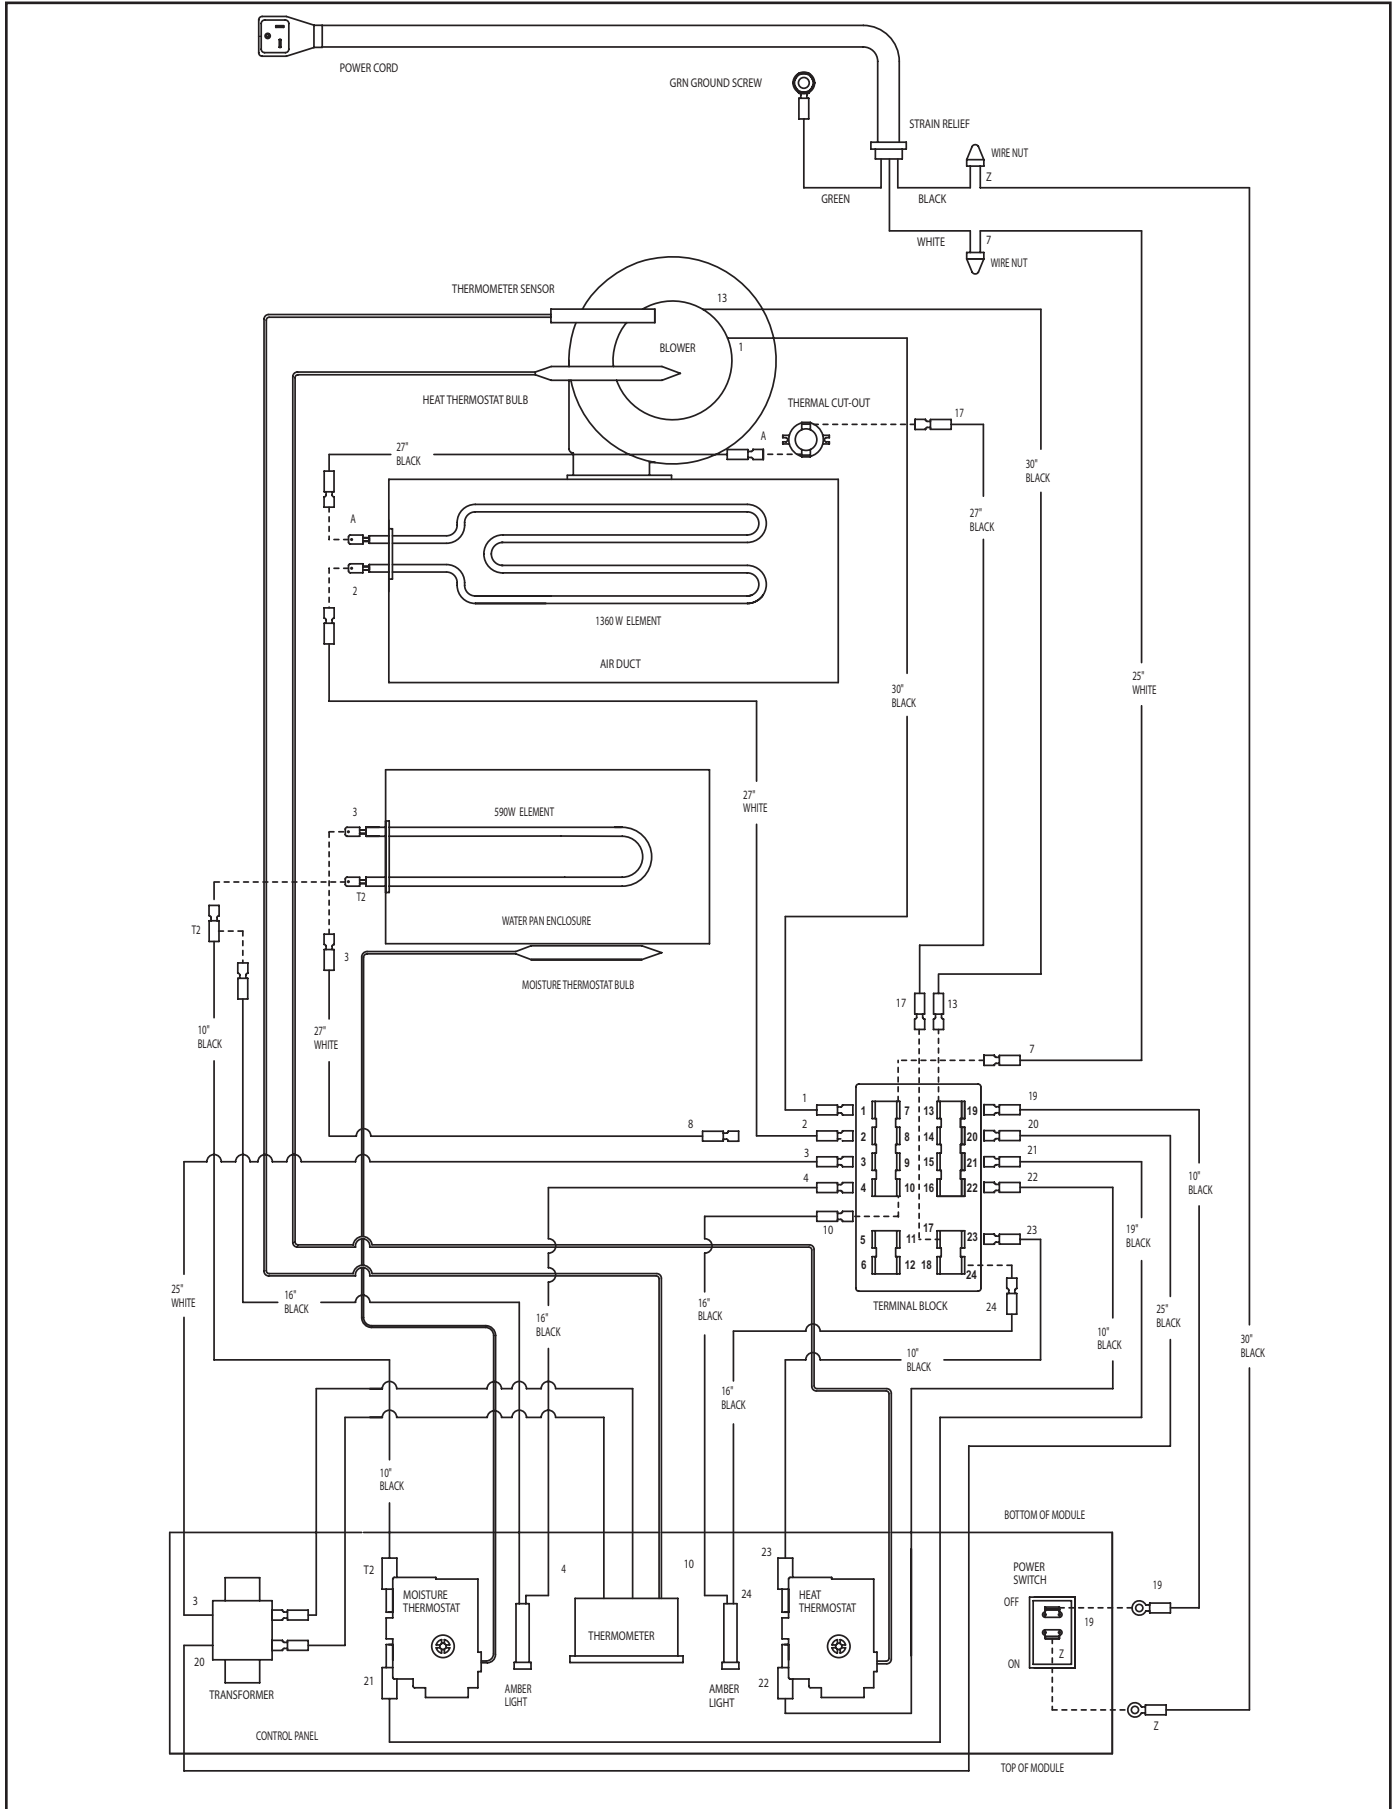 POWER CORD
GRN GROUND SCREW
STRAIN RELIEF
WIRE NUT
Z
GREEN
BLACK
WHITE
7
WIRE NUT
THERMOMETER SENSOR
13
BLOWER
1
HEAT THERMOSTAT BULB
THERMAL CUT-OUT
17
A
27"
BLACK
30"
BLACK
27"
BLACK
A
2
1360 W ELEMENT
AIR DUCT
25"
WHITE
30"
BLACK
27"
WHITE
3
590W ELEMENT
T2
WATER PAN ENCLOSURE
T2
3
MOISTURE THERMOSTAT BULB
17
13
10"
BLACK
27"
WHITE
7
1
19
1 7 13 19
8
2
20
2 8 14 20
3
21
3 9 15 21
4
22
4 10 16 22
10"
BLACK
10
17
23
5 11 23
6 12 18 24
19"
BLACK
25"
WHITE
16"
BLACK
16"
BLACK
16"
BLACK
TERMINAL BLOCK
24
25"
BLACK
10"
BLACK
30"
BLACK
10"
BLACK
16"
BLACK
10"
BLACK
BOTTOM OF MODULE
T2
4
10
23
POWER
SWITCH
3
MOISTURE
THERMOSTAT
24
HEAT
THERMOSTAT
OFF
19
19
THERMOMETER
20
Z
ON
21
22
TRANSFORMER
AMBER
LIGHT
AMBER
LIGHT
Z
CONTROL PANEL
TOP OF MODULE